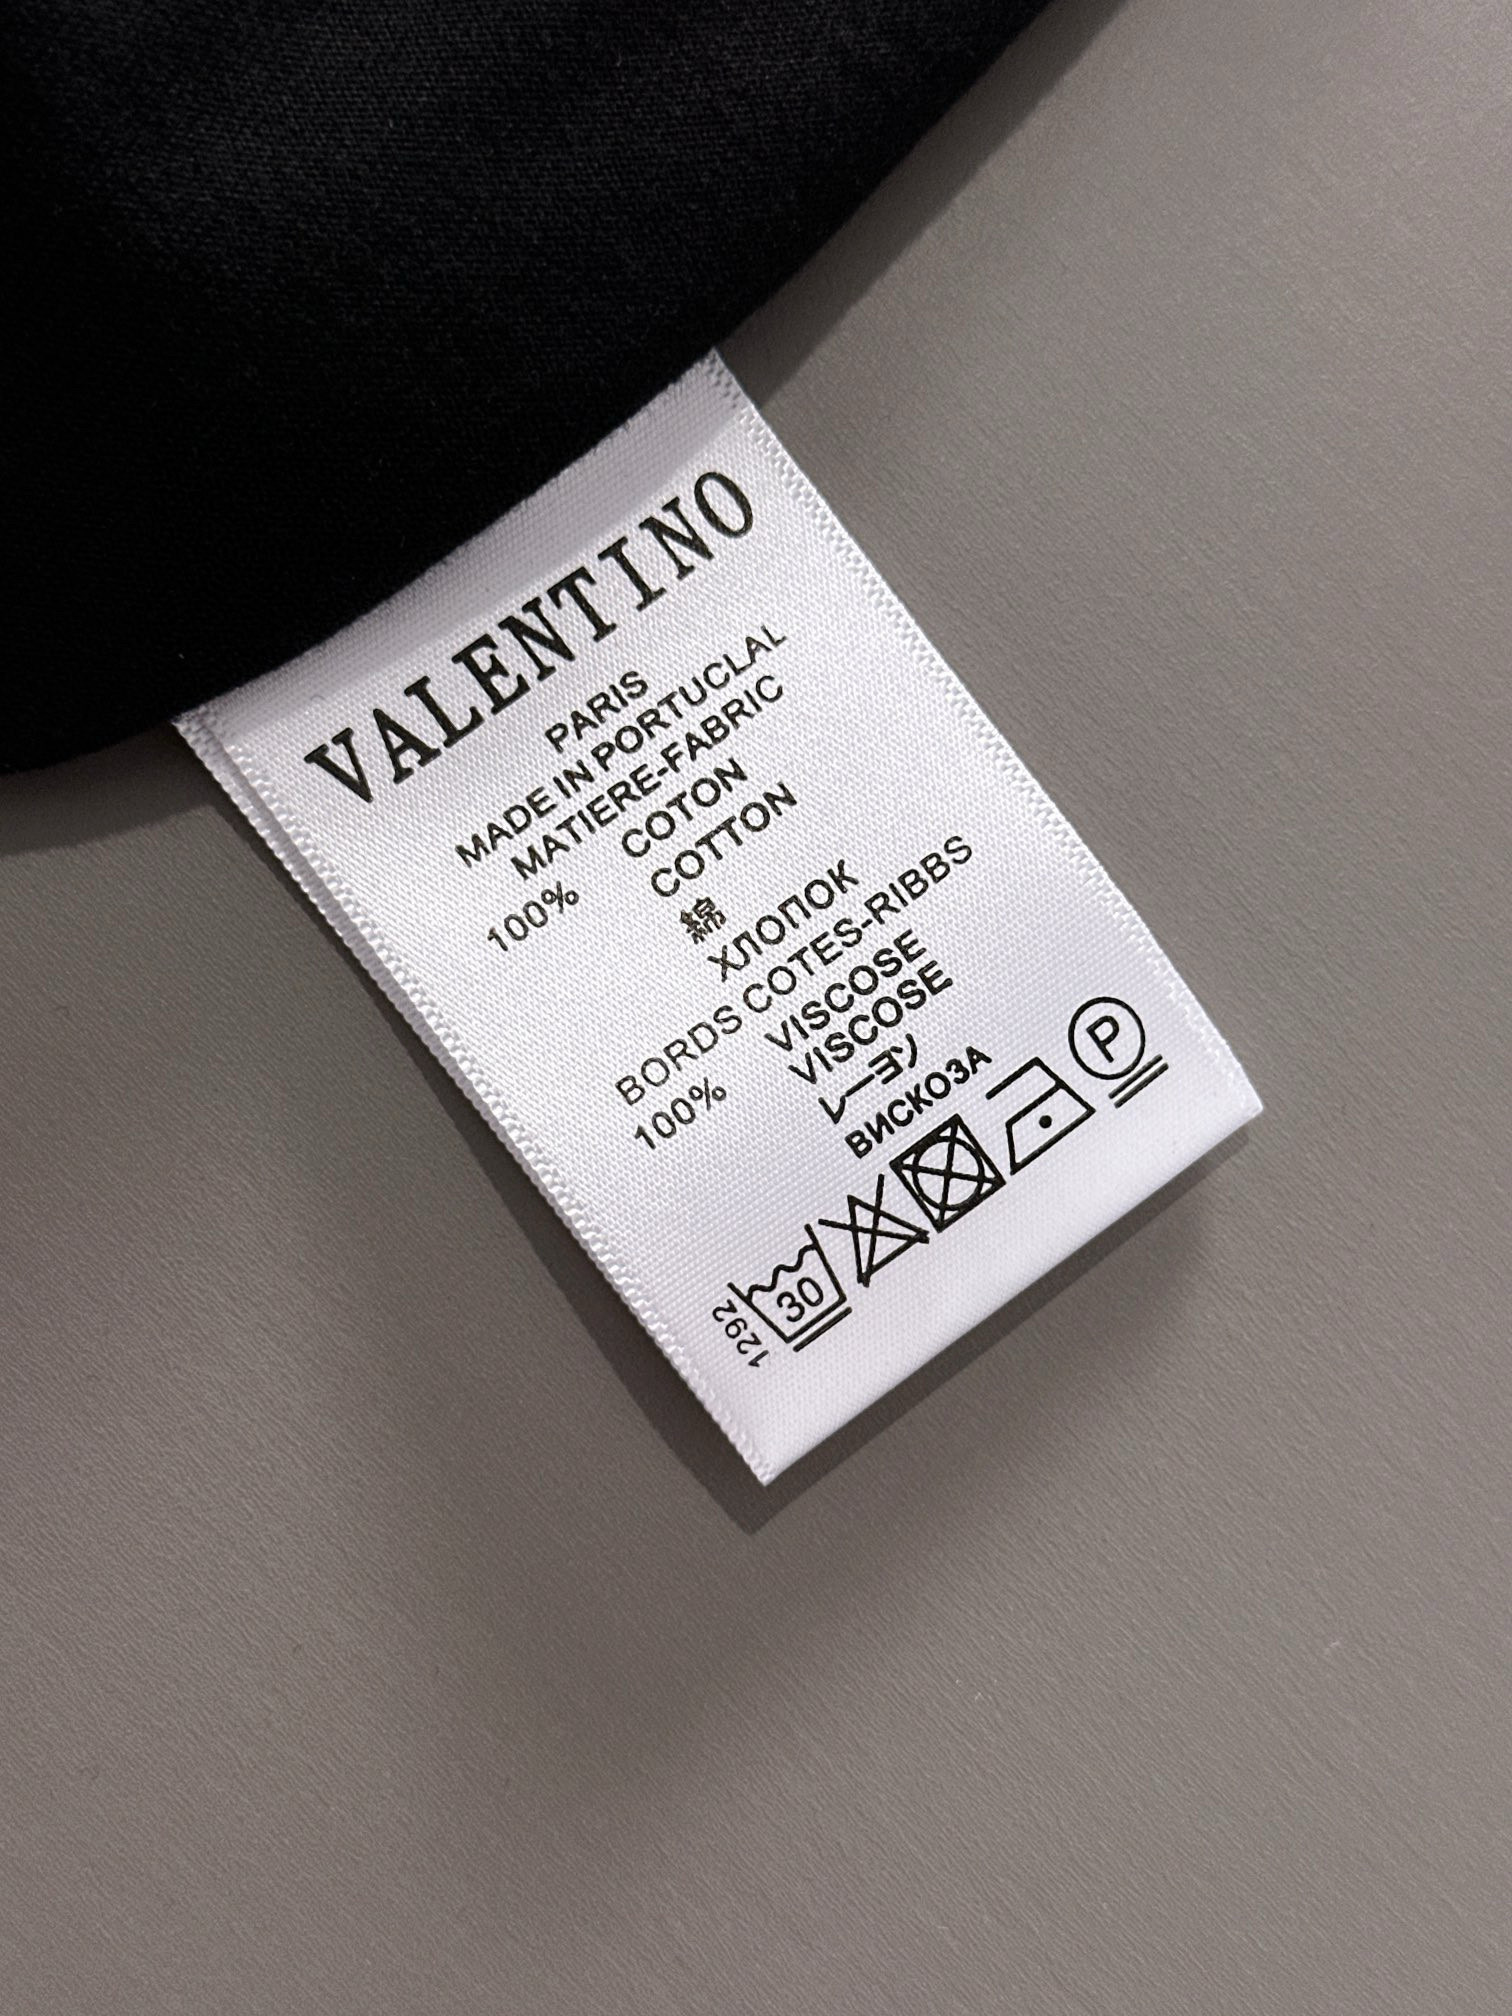 VALENTINO
PARIS
MADE IN PORTUCLAL
MATIERE-FABRIC
100% COTON
COTTON
綿
ХЛОПОК
BORDS COTES-RIBBS
100% VISCOSE
VISCOSE
レーヨソ
ВИСКОЗА
30
P
1292